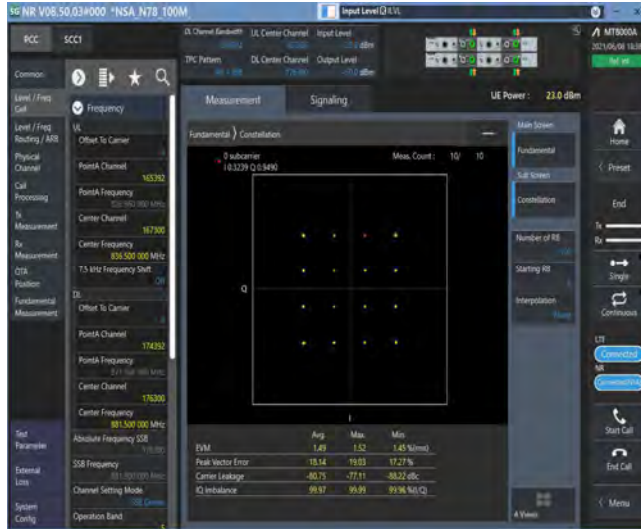 5G NR V08.50.03#000 *NSA_N78_100M
Input Level
PCC
SCC1
DL Channel Bandwidth
UL Center Channel
Input Level
TPC Pattern
DL Center Channel
Output Level
MT8000A
Common
Level / Freq
Cell
Level / Freq
Routing / ARB
Physical
Channel
Call
Processing
Tx
Measurement
Rx
Measurement
OTA
Position
Fundamental
Measurement
Test
Parameter
External
Loss
System
Config
Frequency
UL
Offset To Carrier
PointA Channel
165392
PointA Frequency
Center Channel
167300
Center Frequency
836.500 000 MHz
7.5 kHz Frequency Shift
Off
DL
Offset To Carrier
PointA Channel
174392
PointA Frequency
Center Channel
176300
Center Frequency
881.500 000 MHz
Absolute Frequency SSB
SSB Frequency
Channel Setting Mode
Operation Band
5
Measurement
Signaling
UE Power : 23.0 dBm
Fundamental
Constellation
0 subcarrier
Meas. Count : 10/ 10
I 0.3239 Q 0.9490
Q
I
Avg. Max. Min.
EVM 1.49 1.52 1.45 %(rms)
Peak Vector Error 18.14 19.03 17.27 %
Carrier Leakage -80.75 -77.11 -88.22 dBc
IQ Imbalance 99.97 99.99 99.96 %(I/Q)
Main Screen
Fundamental
Sub Screen
Constellation
Number of RB
Starting RB
Interpolation
4 Views
Home
Preset
End
Tx
Rx
Single
Continuous
LTE
Connected
NR
Start Call
End Call
Menu